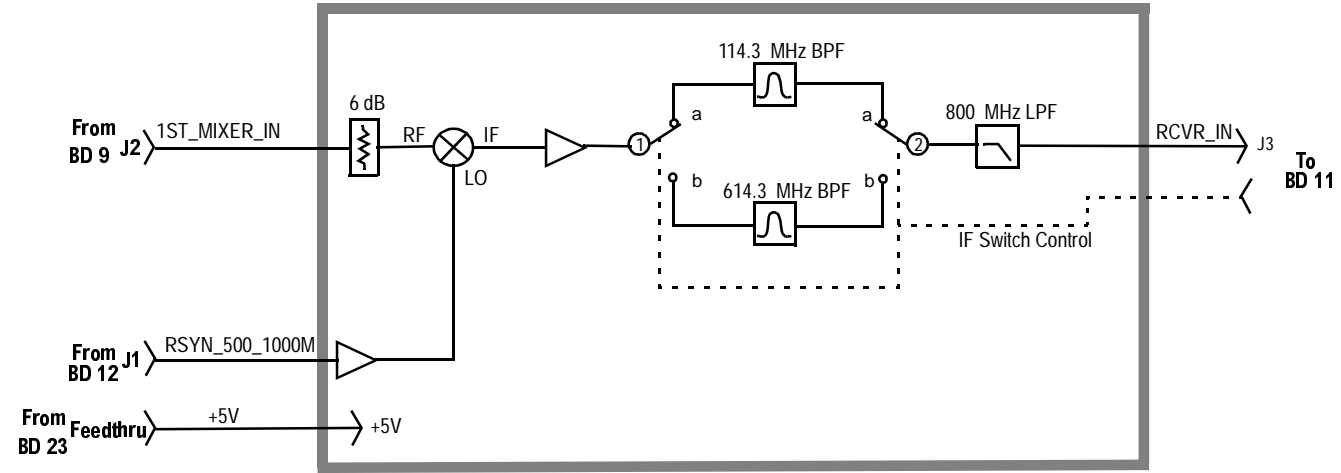 114.3 MHz BPF
6 dB
a
a
800 MHz LPF
From
BD 9
J2
1ST_MIXER_IN
RF
IF
LO
1
2
RCVR_IN
J3
To
BD 11
b
614.3 MHz BPF
b
IF Switch Control
From
BD 12
J1
RSYN_500_1000M
From
BD 23
Feedthru
+5V
+5V